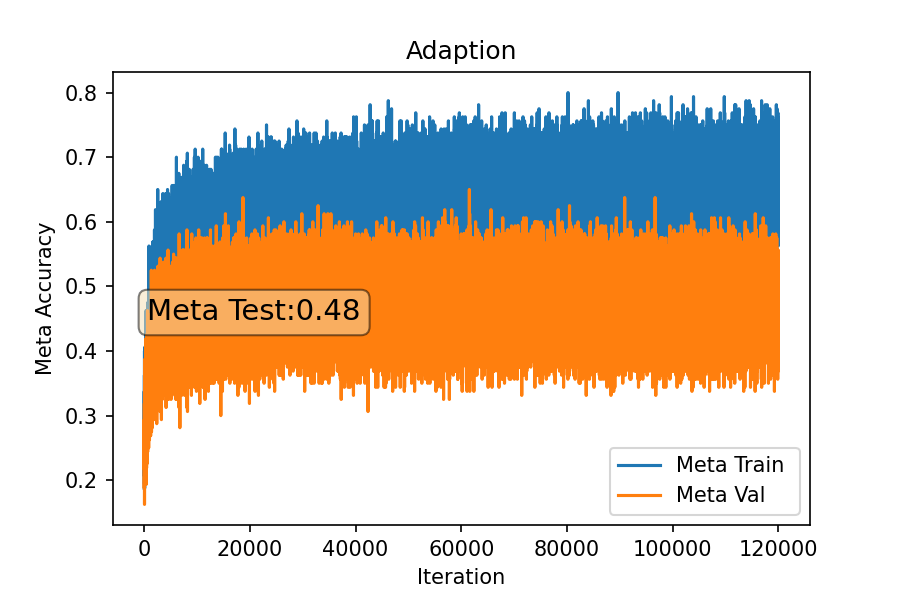 Adaption
Meta Accuracy
0.8
0.7
0.6
0.5
0.4
0.3
0.2
Meta Test:0.48
Meta Train
Meta Val
0 20000 40000 60000 80000 100000 120000
Iteration